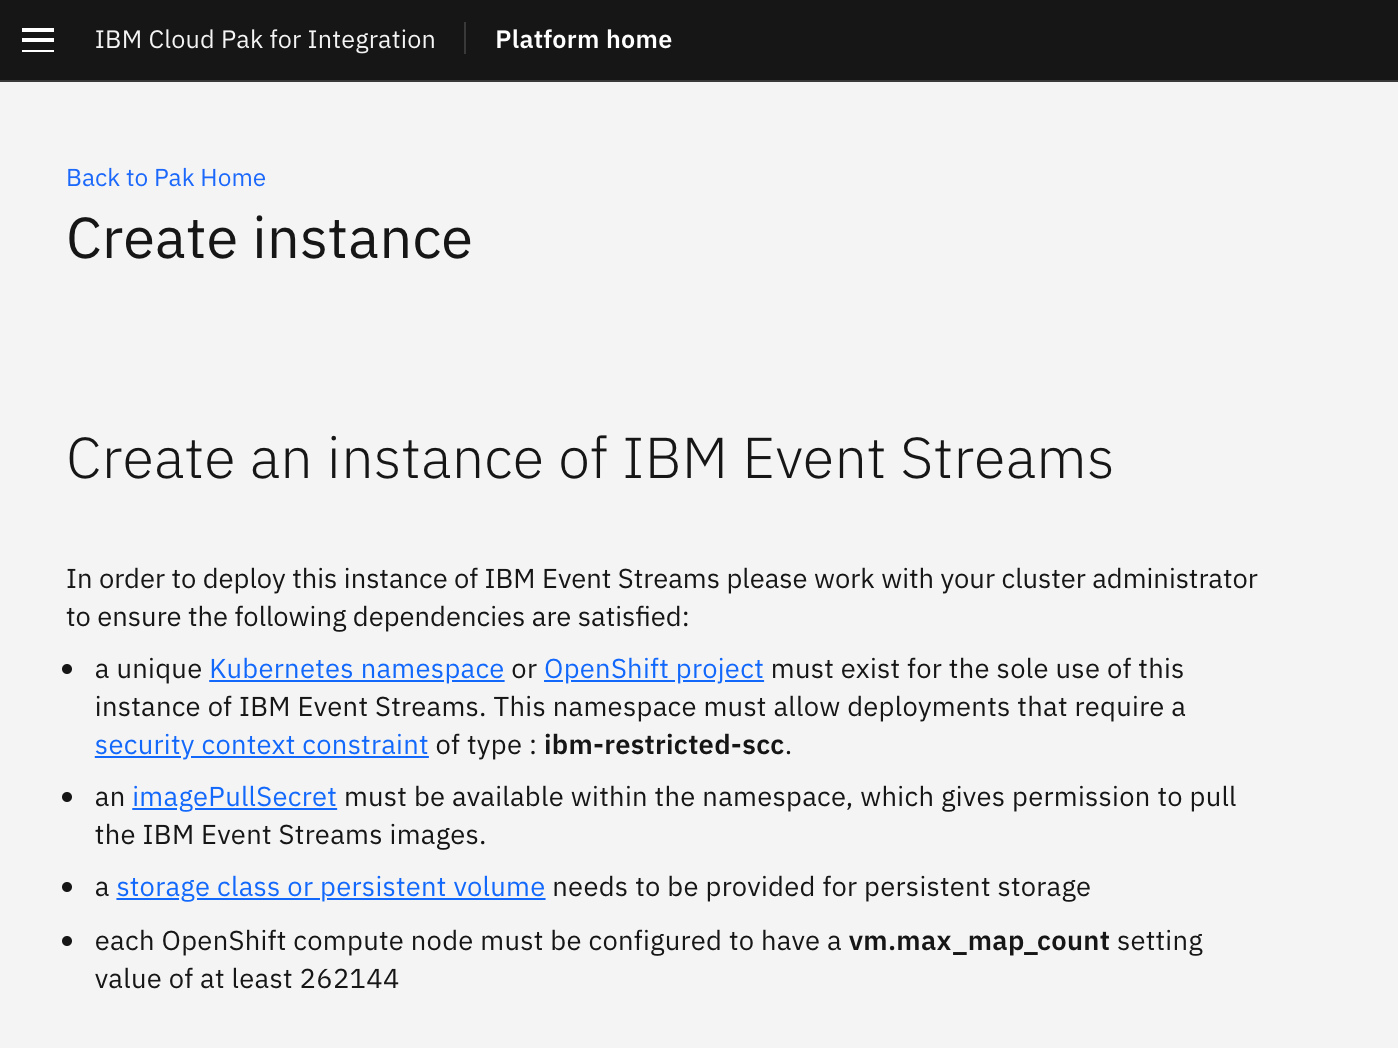 IBM Cloud Pak for Integration Platform home
Back to Pak Home
Create instance
Create an instance of IBM Event Streams
In order to deploy this instance of IBM Event Streams please work with your cluster administrator
to ensure the following dependencies are satisfied:
• a unique Kubernetes namespace or OpenShift project must exist for the sole use of this
instance of IBM Event Streams. This namespace must allow deployments that require a
security context constraint of type : ibm-restricted-scc.
• an imagePullSecret must be available within the namespace, which gives permission to pull
the IBM Event Streams images.
• a storage class or persistent volume needs to be provided for persistent storage
• each OpenShift compute node must be configured to have a vm.max_map_count setting
value of at least 262144